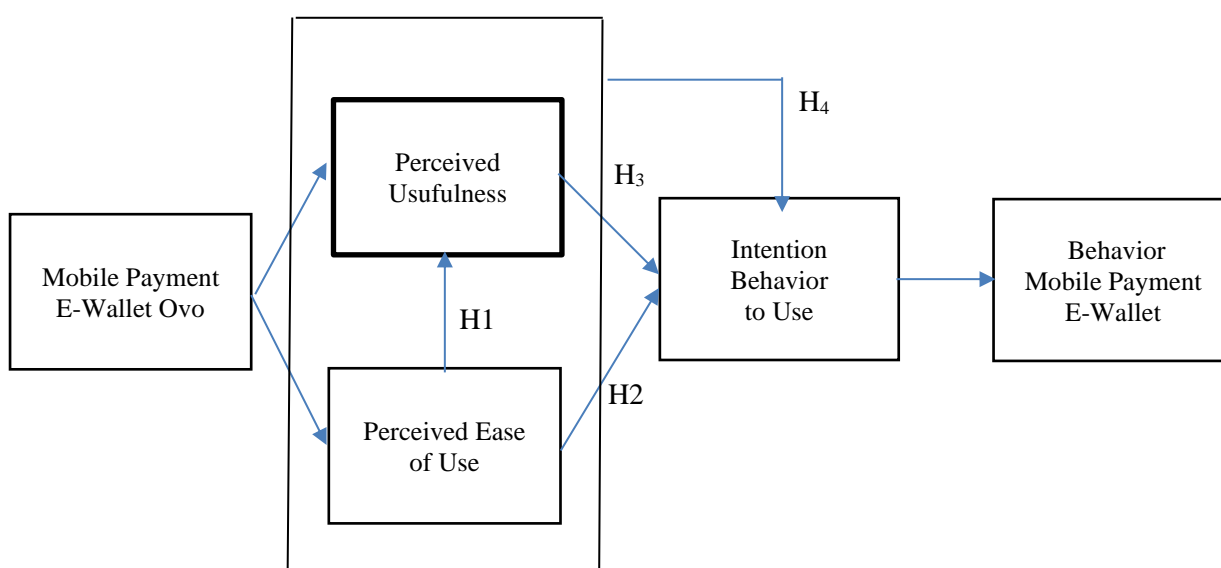 Mobile Payment
E-Wallet Ovo
Perceived
Usufulness
H1
Perceived Ease
of Use
H3
H2
H4
Intention
Behavior
to Use
Behavior
Mobile Payment
E-Wallet